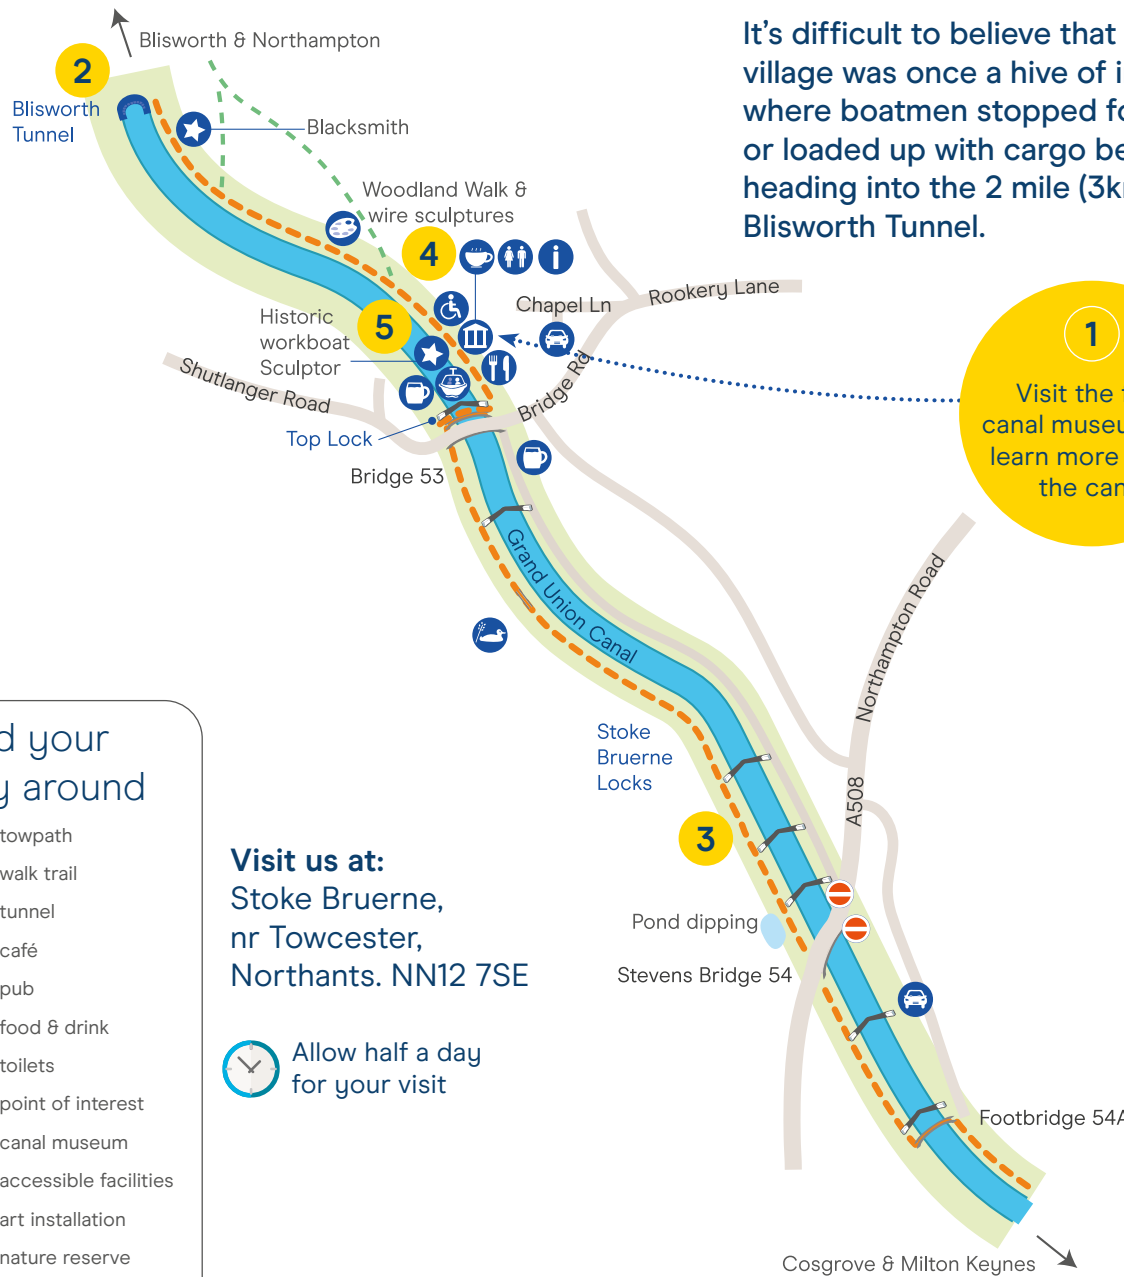 It's difficult to believe that
village was once a hive of
where boatmen stopped
or loaded up with cargo
heading into the 2 mile
Blisworth Tunnel.
Blisworth & Northampton
2
Blisworth
Tunnel
Blacksmith
Woodland Walk &
wire sculptures
4
Chapel Ln
Rookery Lane
Historic
workboat
Sculptor
5
Shutlanger Road
Bridge Rd
Top Lock
Bridge 53
1
Visit the
canal
learn more
the
Grand Union Canal
Northampton Road
A508
Stoke
Bruerne
Locks
3
Pond dipping
Stevens Bridge 54
Footbridge 54A
Cosgrove & Milton Keynes
your
around
towpath
walk trail
tunnel
café
pub
food & drink
toilets
point of interest
canal museum
accessible facilities
art installation
nature reserve
Visit us at:
Stoke Bruerne,
nr Towcester,
Northants. NN12 7SE
Allow half a day
for your visit